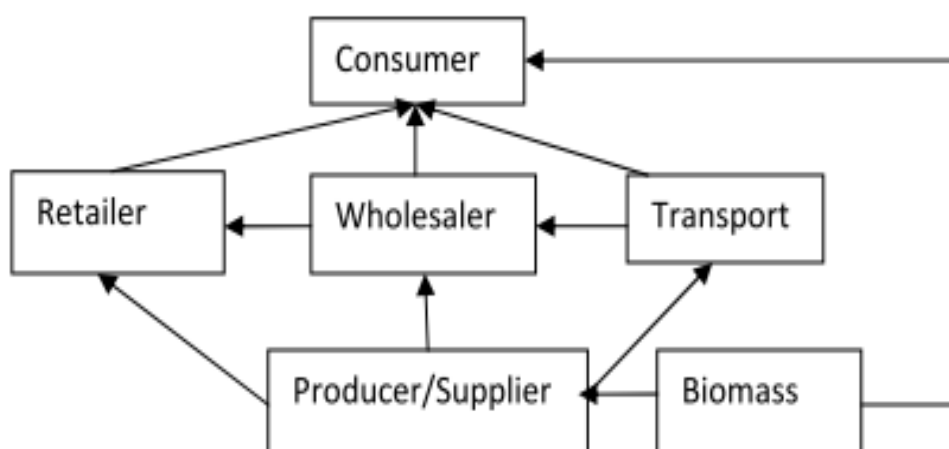 Consumer
Retailer
Wholesaler
Transport
Producer/Supplier
Biomass